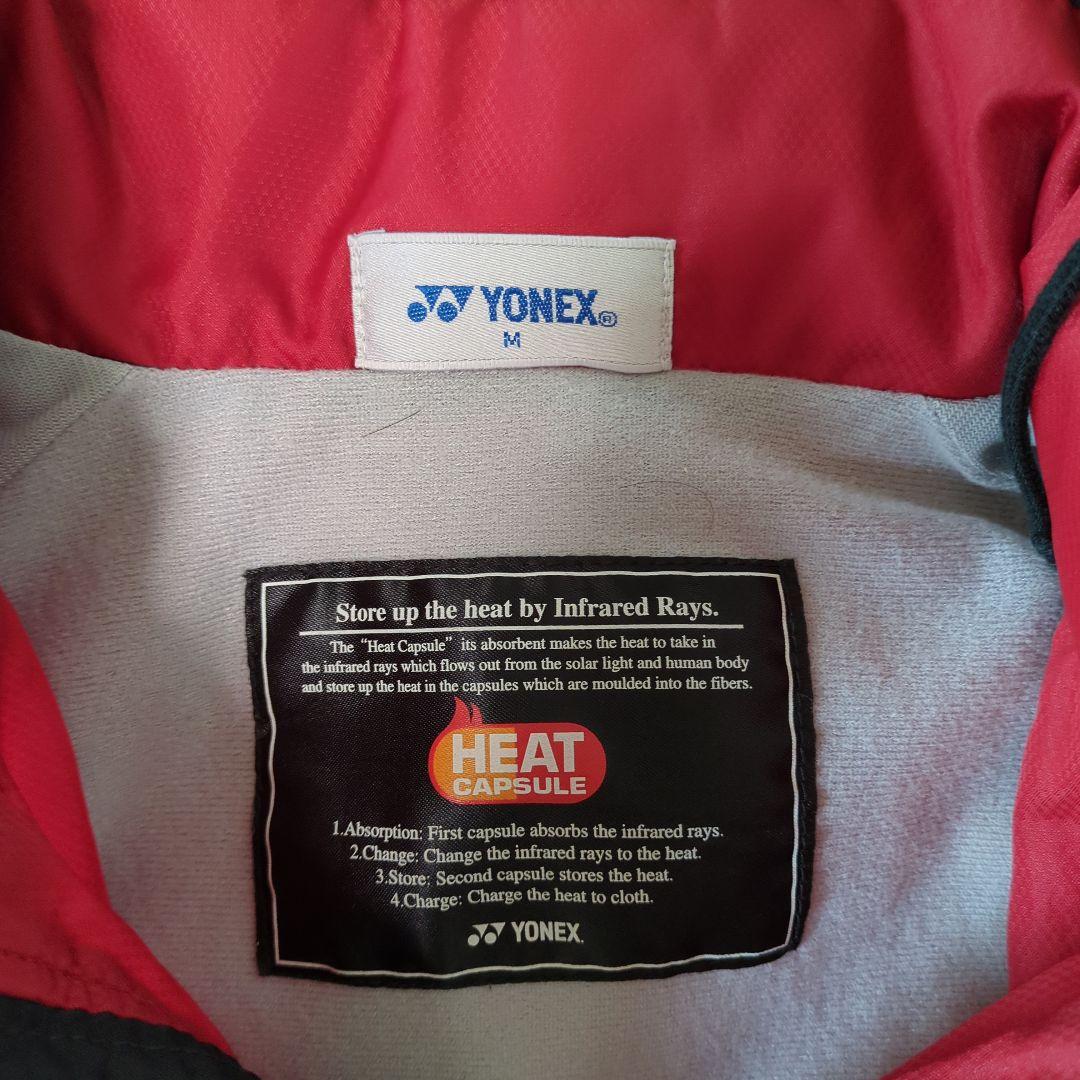 YONEX®
M
Store up the heat by Infrared Rays.
The “Heat Capsule” its absorbent makes the heat to take in
the infrared rays which flows out from the solar light and human body
and store up the heat in the capsules which are moulded into the fibers.
HEAT
CAPSULE
1.Absorption: First capsule absorbs the infrared rays.
2.Change: Change the infrared rays to the heat.
3.Store: Second capsule stores the heat.
4.Charge: Charge the heat to cloth.
YONEX.